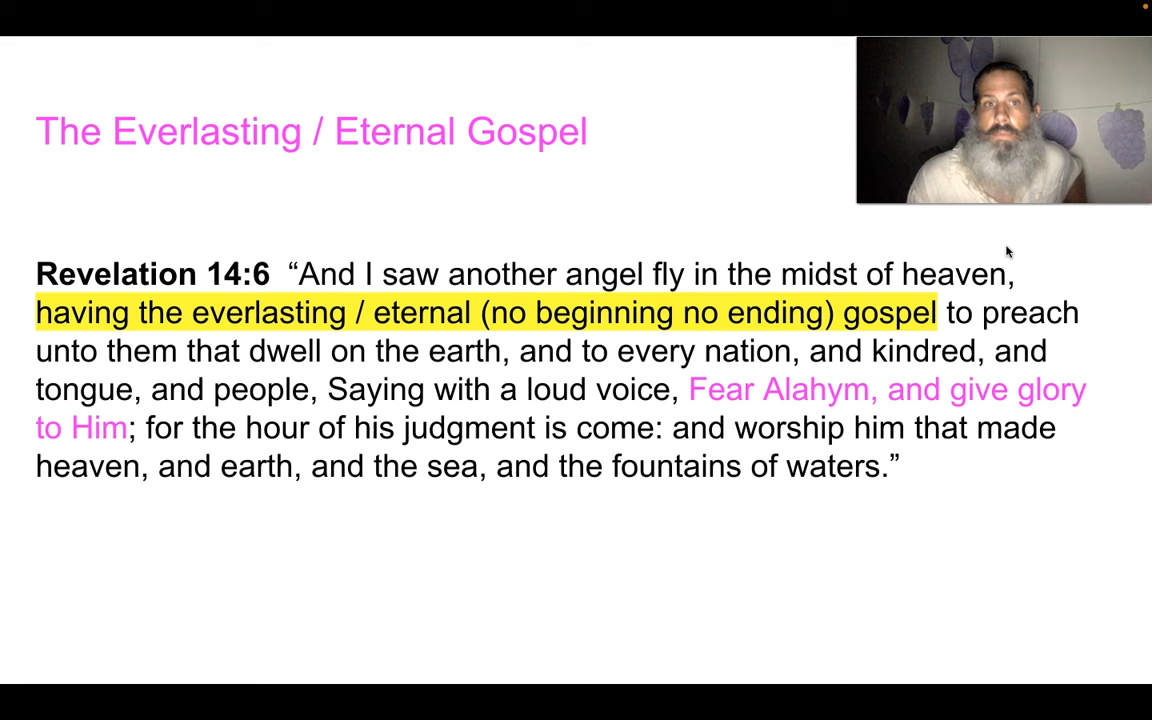 The Everlasting / Eternal Gospel
Revelation 14:6  “And I saw another angel fly in the midst of heaven,
having the everlasting / eternal (no beginning no ending) gospel to preach
unto them that dwell on the earth, and to every nation, and kindred, and
tongue, and people, Saying with a loud voice, Fear Alahym, and give glory
to Him; for the hour of his judgment is come: and worship him that made
heaven, and earth, and the sea, and the fountains of waters.”